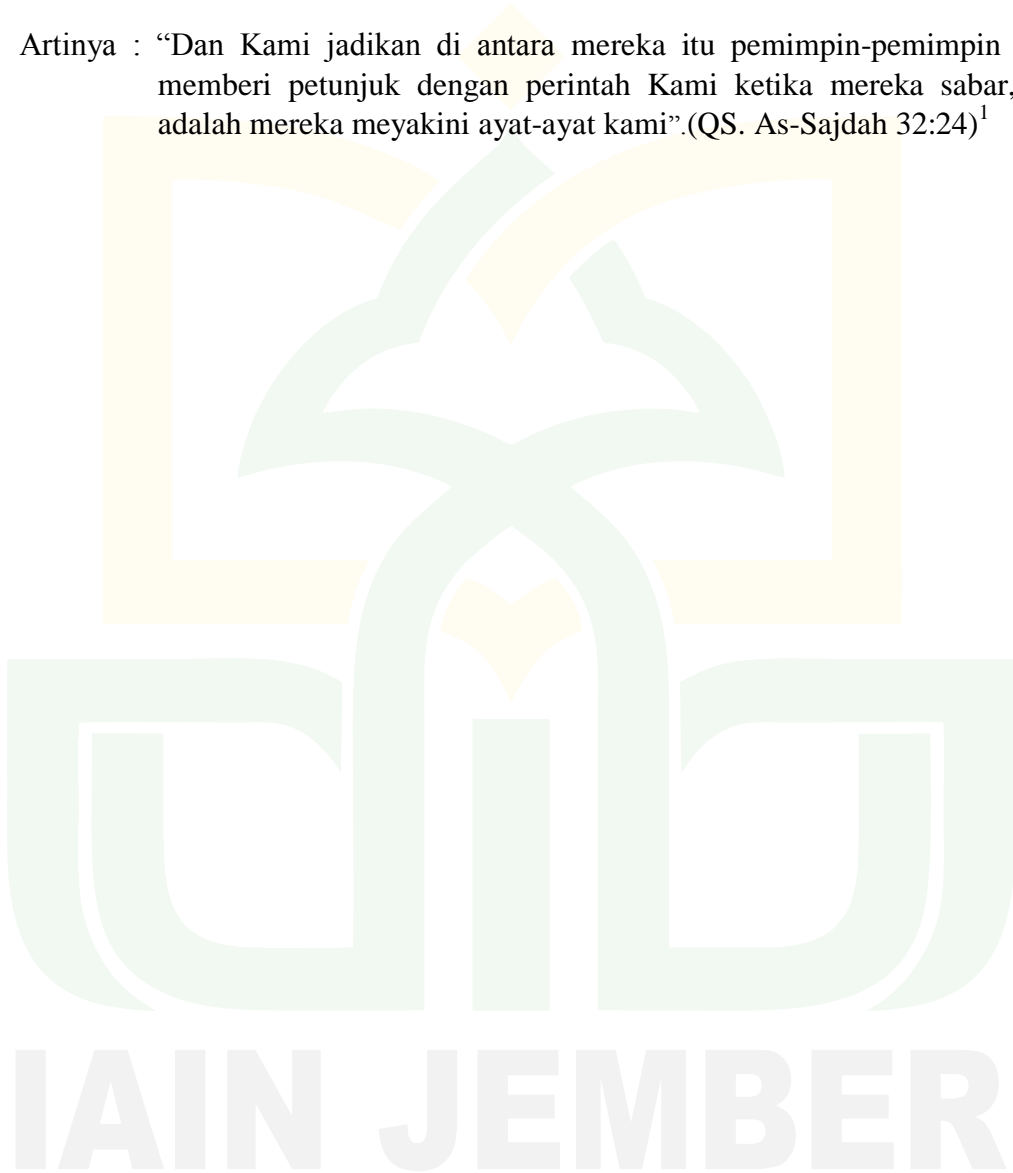 Artinya : “Dan Kami jadikan di antara mereka itu pemimpin-pemimpin
memberi petunjuk dengan perintah Kami ketika mereka sabar,
adalah mereka meyakini ayat-ayat kami”.(QS. As-Sajdah 32:24)1
IAIN JEMBER